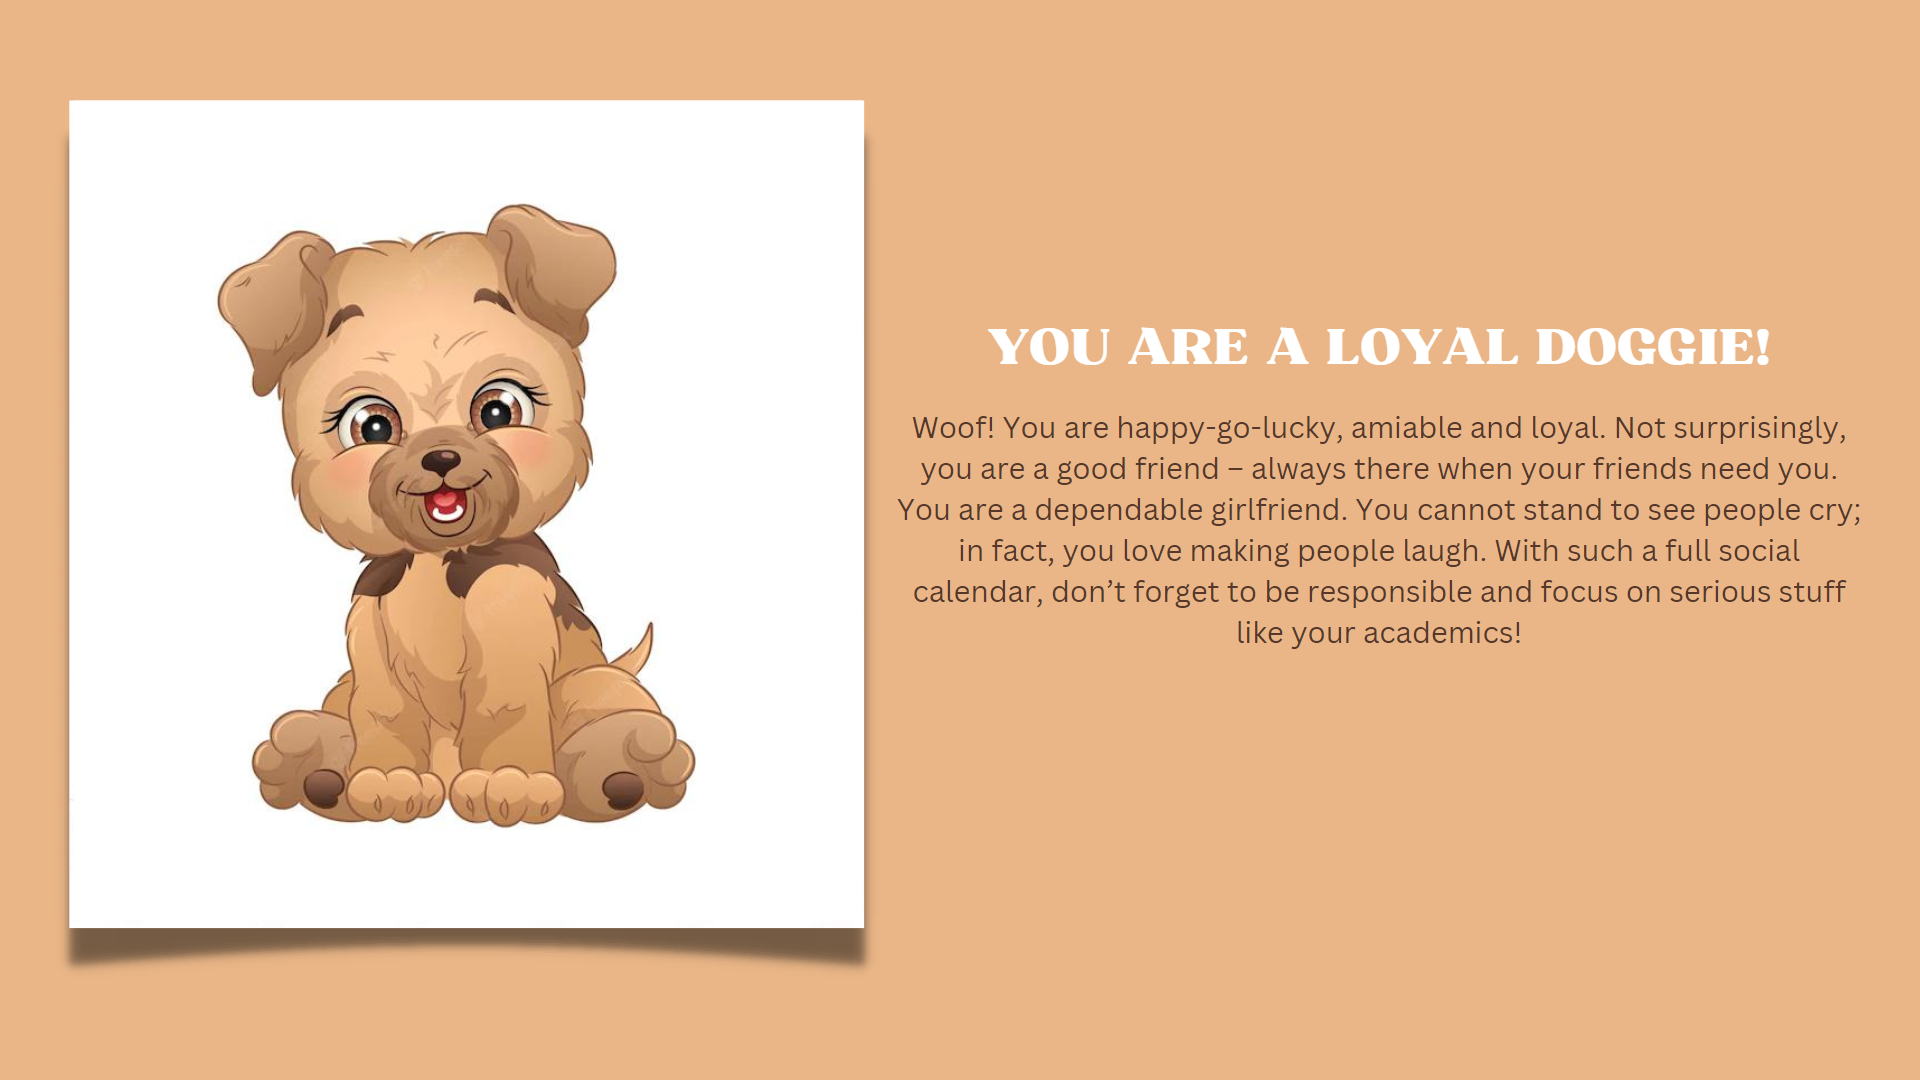 YOU ARE A LOYAL DOGGIE!
Woof! You are happy-go-lucky, amiable and loyal. Not surprisingly,
you are a good friend – always there when your friends need you.
You are a dependable girlfriend. You cannot stand to see people cry;
in fact, you love making people laugh. With such a full social
calendar, don’t forget to be responsible and focus on serious stuff
like your academics!